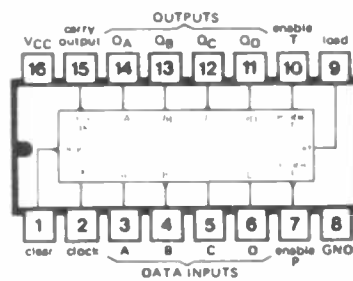 OUTPUTS
VCC carry output QA QB QC QD enable T load
16 15 14 13 12 11 10 9
1 2 3 4 5 6 7 8
clear clock A B C D enable P GND
DATA INPUTS